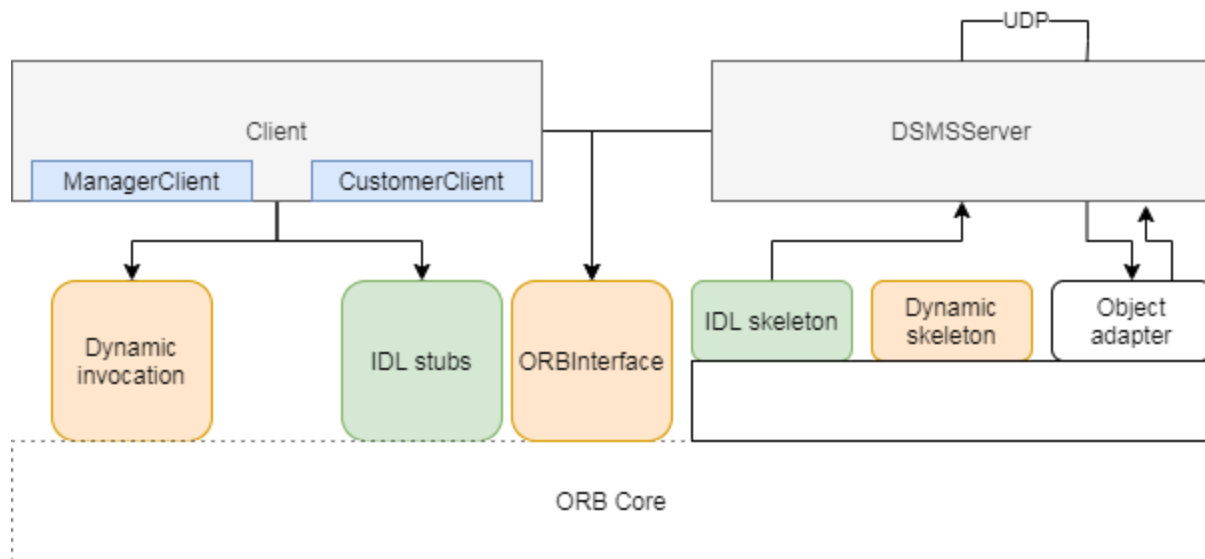 UDP
Client
DSMSServer
ManagerClient
CustomerClient
Dynamic
invocation
IDL stubs
ORBInterface
IDL skeleton
Dynamic
skeleton
Object
adapter
ORB Core